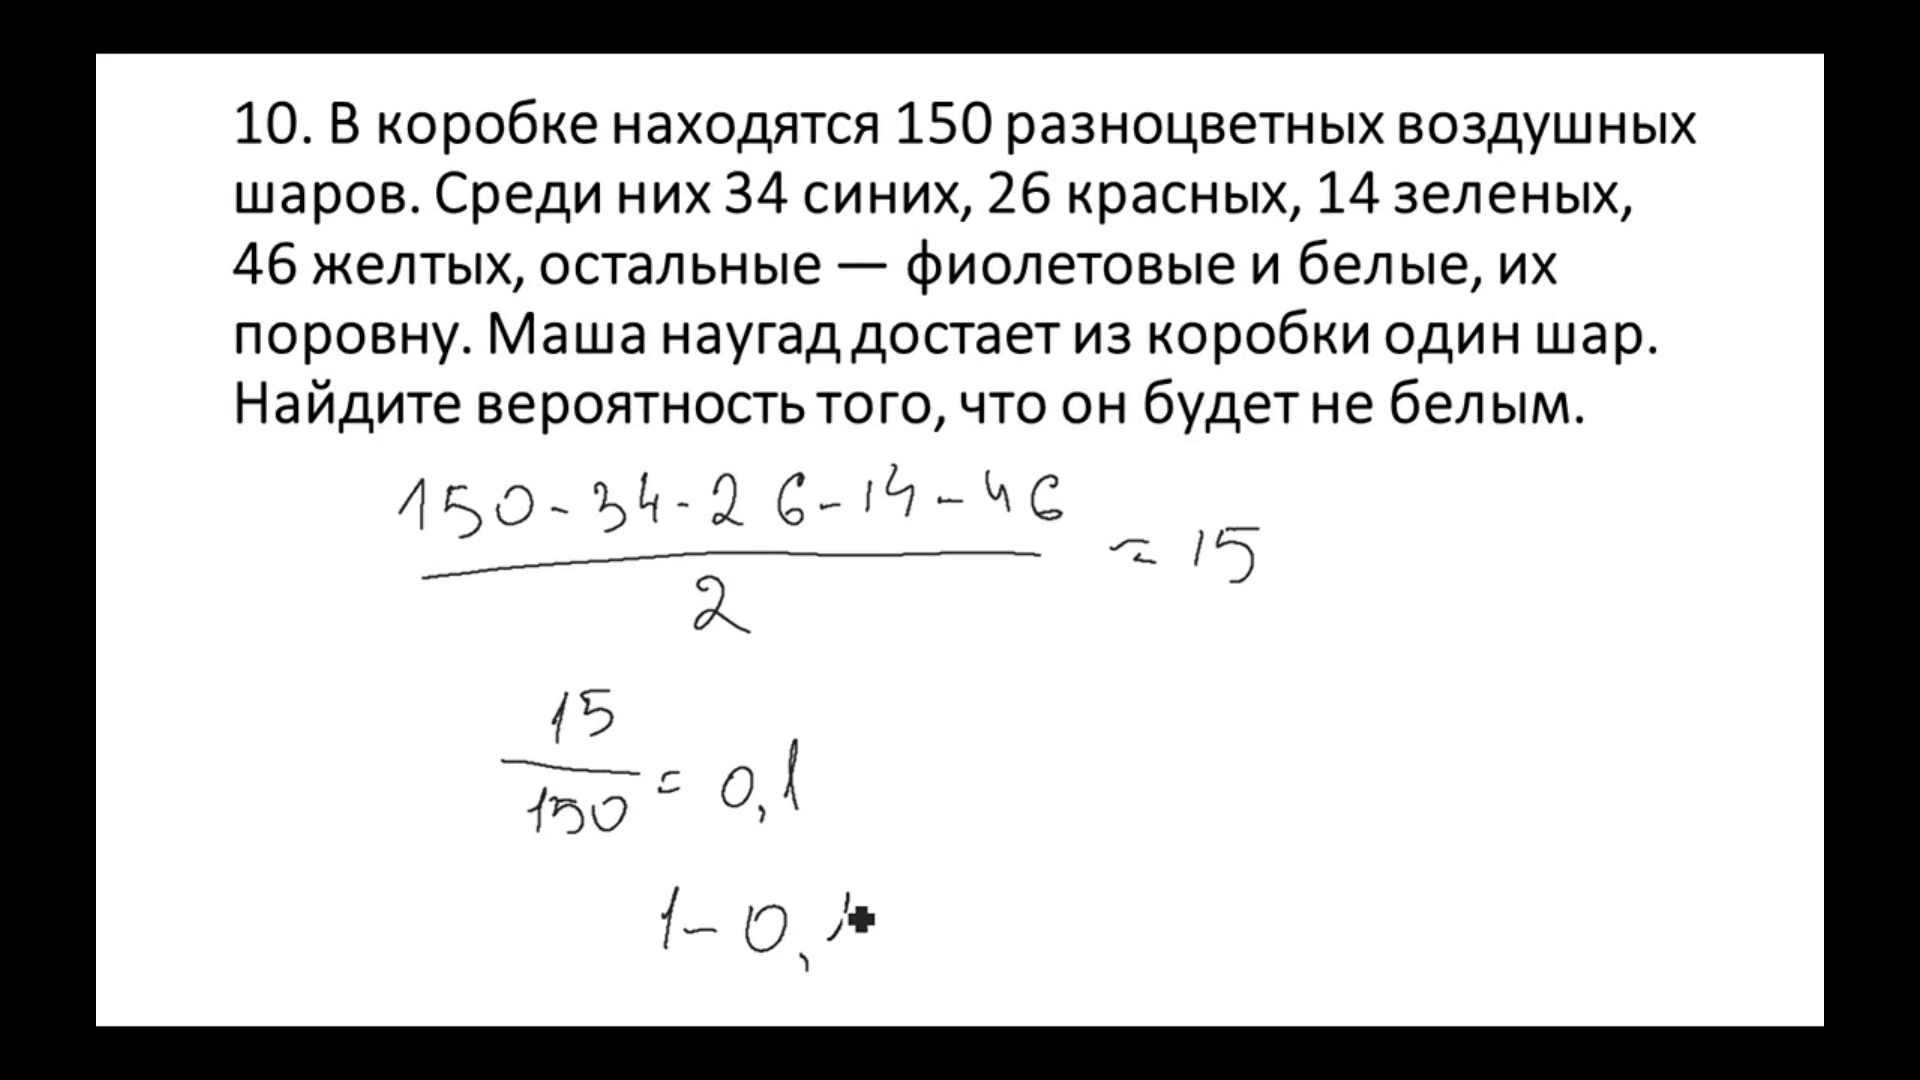 10. В коробке находятся 150 разноцветных воздушных
шаров. Среди них 34 синих, 26 красных, 14 зеленых,
46 желтых, остальные — фиолетовые и белые, их
поровну. Маша наугад достает из коробки один шар.
Найдите вероятность того, что он будет не белым.
150-34-26-14-46
= 15
2
15
150
= 0,1
1-0,1